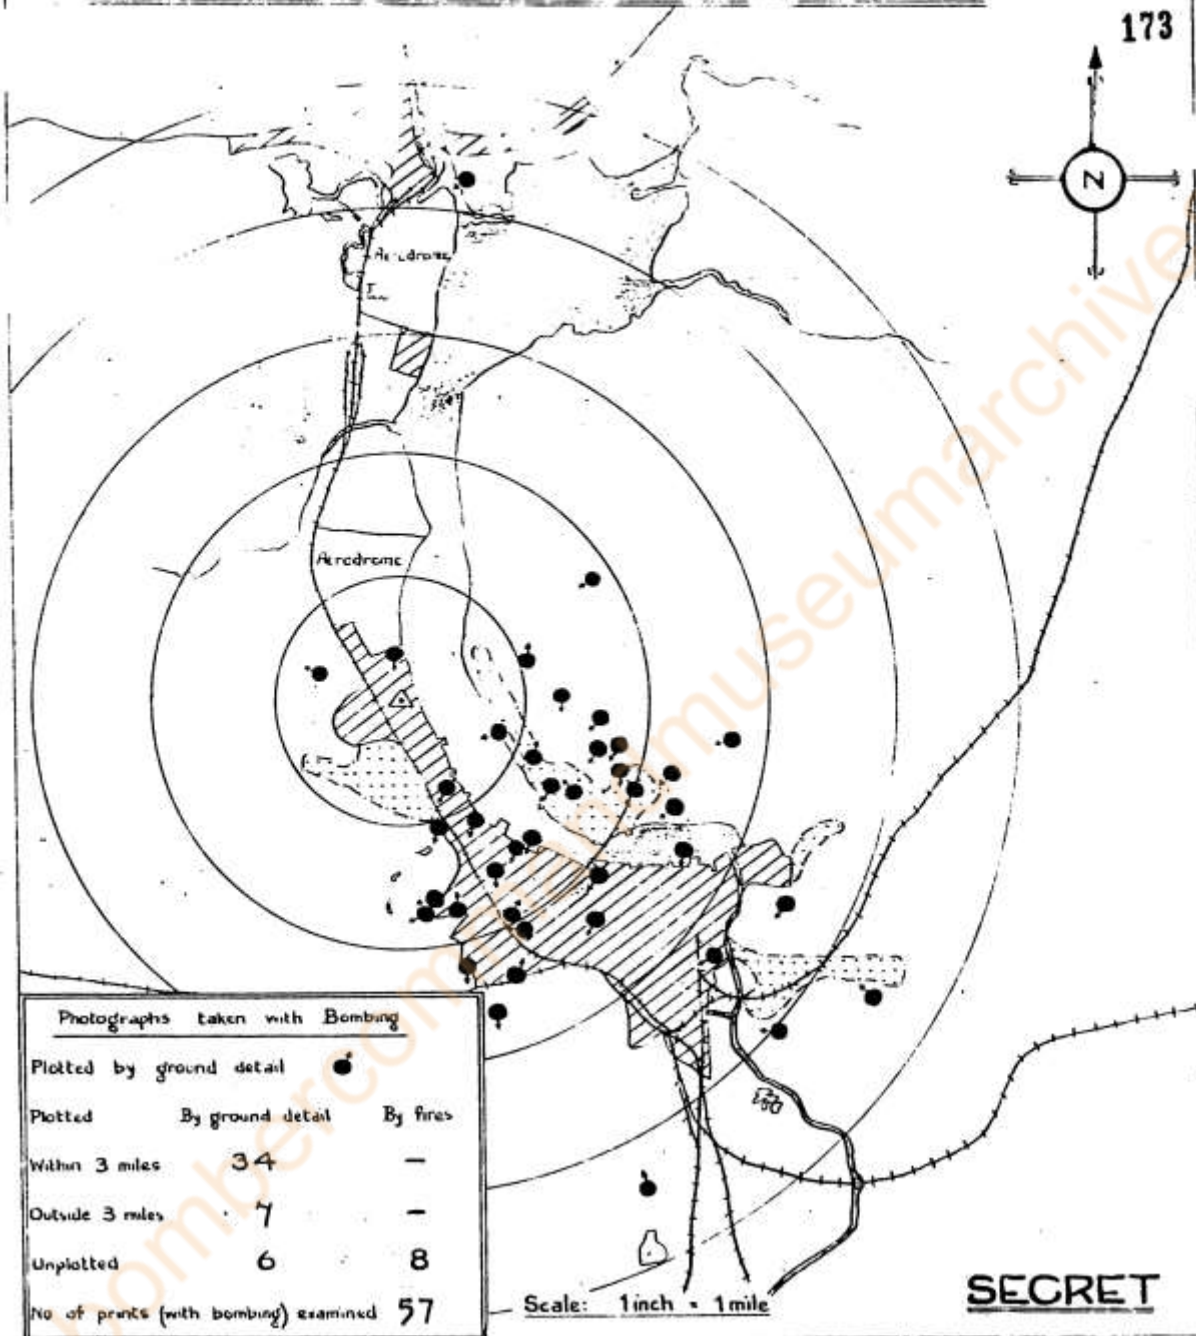 173
N
Aerodrome
Aerodrome
Photographs taken with Bombing
Plotted by ground detail
Plotted By ground detail By fires
Within 3 miles 34 —
Outside 3 miles 7 —
Unplotted 6 8
No of prints (with bombing) examined 57
Scale: 1 inch = 1 mile
SECRET
bombercommandmuseumarchive